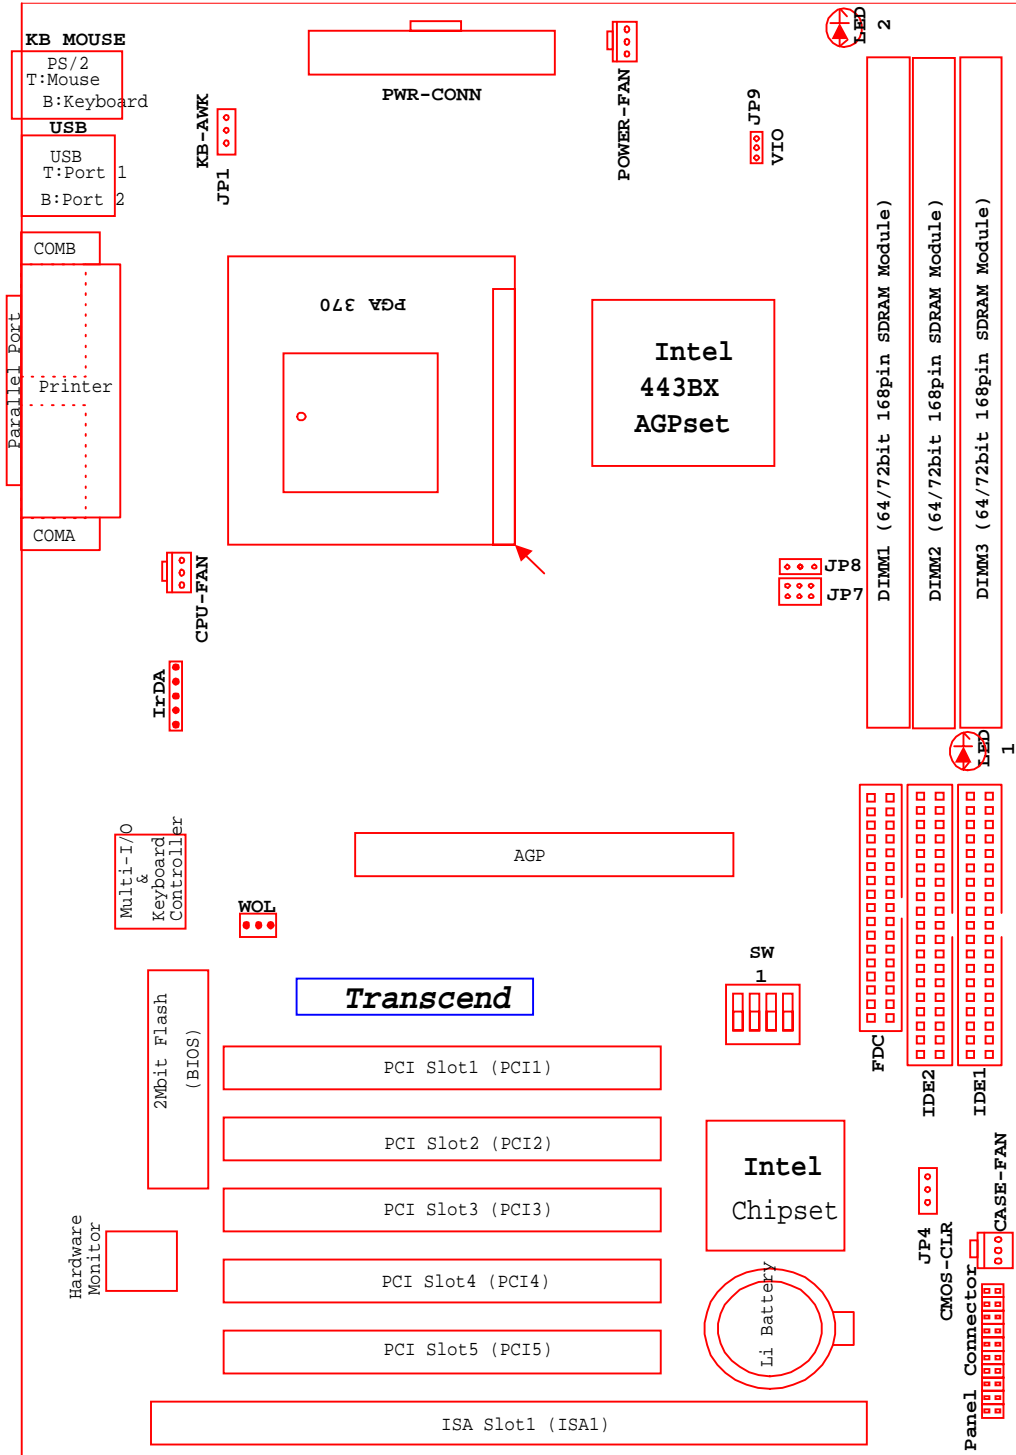 KB MOUSE
PS/2
T:Mouse
B:Keyboard
USB
USB
T:Port 1
B:Port 2
COMB
Parallel Port
Printer
COMA
KB-AWK
JP1
PWR-CONN
POWER-FAN
LED 2
JP9
VIO
PGA 370
Intel
443BX
AGPset
DIMM1 (64/72bit 168pin SDRAM Module)
DIMM2 (64/72bit 168pin SDRAM Module)
DIMM3 (64/72bit 168pin SDRAM Module)
JP8
JP7
CPU-FAN
IrDA
LED 1
Multi-I/O
&
Keyboard
Controller
AGP
WOL
SW
1
Transcend
2Mbit Flash
(BIOS)
FDC
IDE2
IDE1
PCI Slot1 (PCI1)
PCI Slot2 (PCI2)
PCI Slot3 (PCI3)
PCI Slot4 (PCI4)
PCI Slot5 (PCI5)
ISA Slot1 (ISA1)
Intel
Chipset
Hardware
Monitor
Li Battery
JP4
CMOS-CLR
CASE-FAN
Panel Connector